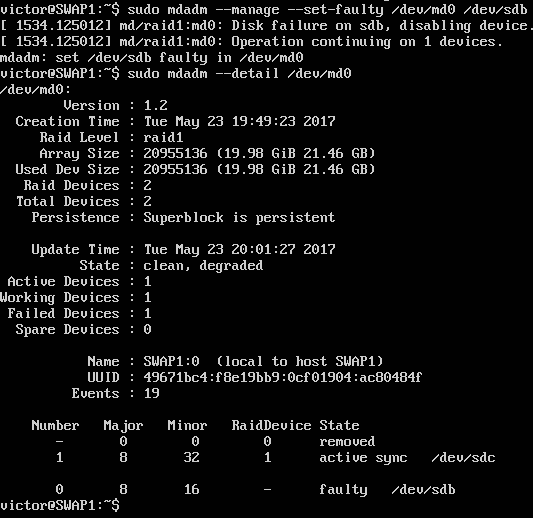 victor@SWAP1:~$ sudo mdadm --manage --set-faulty /dev/md0 /dev/sdb
[ 1534.125012] md/raid1:md0: Disk failure on sdb, disabling device.
[ 1534.125012] md/raid1:md0: Operation continuing on 1 devices.
mdadm: set /dev/sdb faulty in /dev/md0
victor@SWAP1:~$ sudo mdadm --detail /dev/md0
/dev/md0:
Version : 1.2
Creation Time : Tue May 23 19:49:23 2017
Raid Level : raid1
Array Size : 20955136 (19.98 GiB 21.46 GB)
Used Dev Size : 20955136 (19.98 GiB 21.46 GB)
Raid Devices : 2
Total Devices : 2
Persistence : Superblock is persistent
Update Time : Tue May 23 20:01:27 2017
State : clean, degraded
Active Devices : 1
Working Devices : 1
Failed Devices : 1
Spare Devices : 0
Name : SWAP1:0 (local to host SWAP1)
UUID : 49671bc4:f8e19bb9:0cf01904:ac80484f
Events : 19
Number Major Minor RaidDevice State
- 0 0 0 removed
1 8 32 1 active sync /dev/sdc
0 8 16 - faulty /dev/sdb
victor@SWAP1:~$